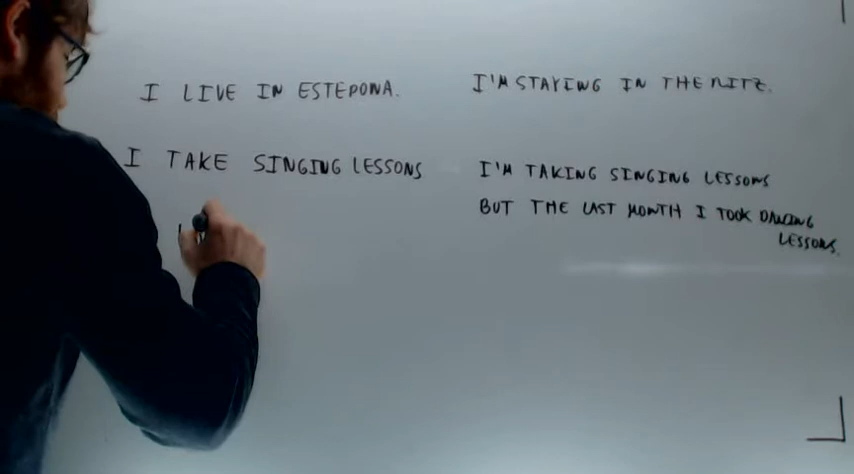 I LIVE IN ESTEPONA.
I'M STAYING IN THE RITZ.
I TAKE SINGING LESSONS
I'M TAKING SINGING LESSONS
BUT THE LAST MONTH I TOOK DANCING
LESSONS.